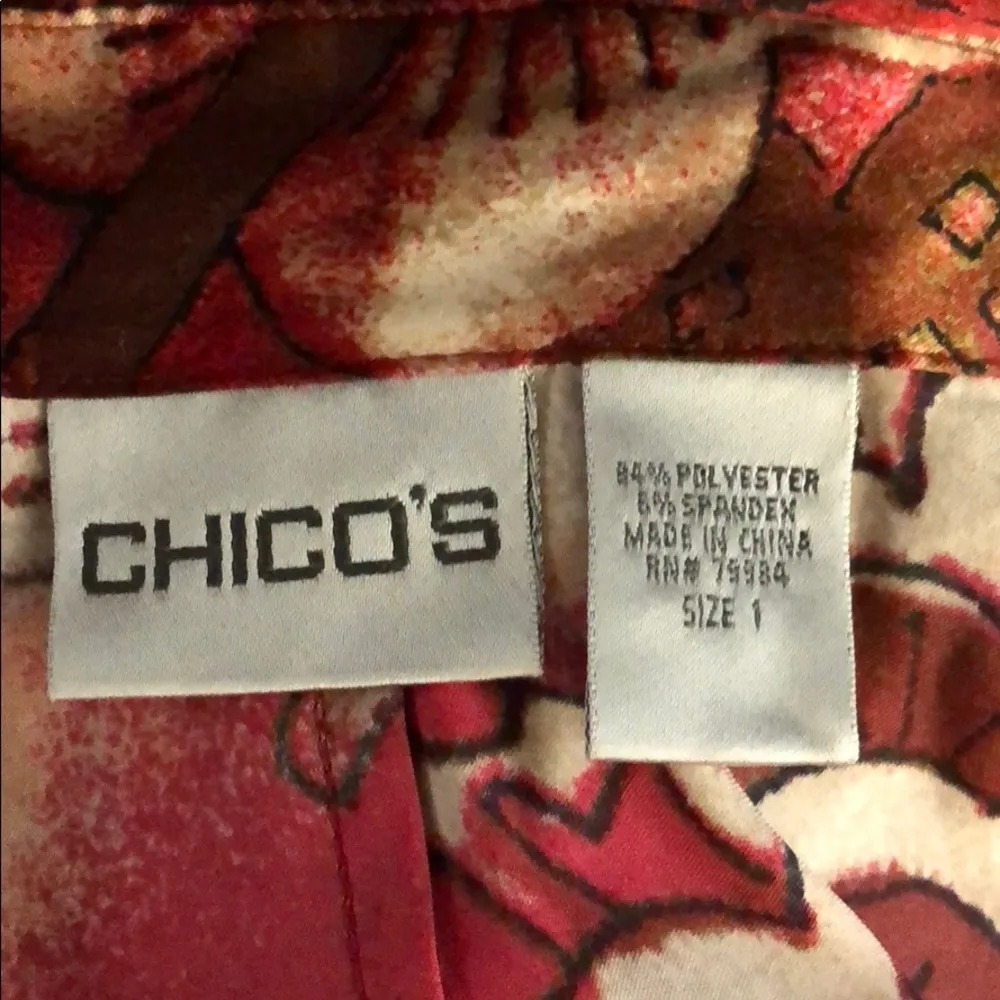 CHICO'S
94% POLYESTER
6% SPANDEX
MADE IN CHINA
RN# 79984
SIZE 1